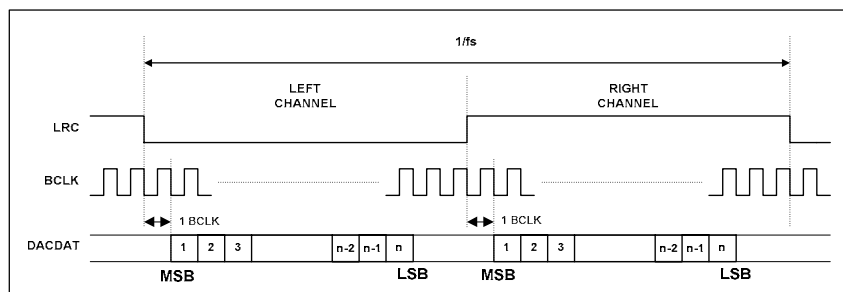 1/fs
LEFT
CHANNEL
RIGHT
CHANNEL
LRC
BCLK
1 BCLK
1 BCLK
DACDAT
1 2 3 n-2 n-1 n 1 2 3 n-2 n-1 n
MSB LSB MSB LSB